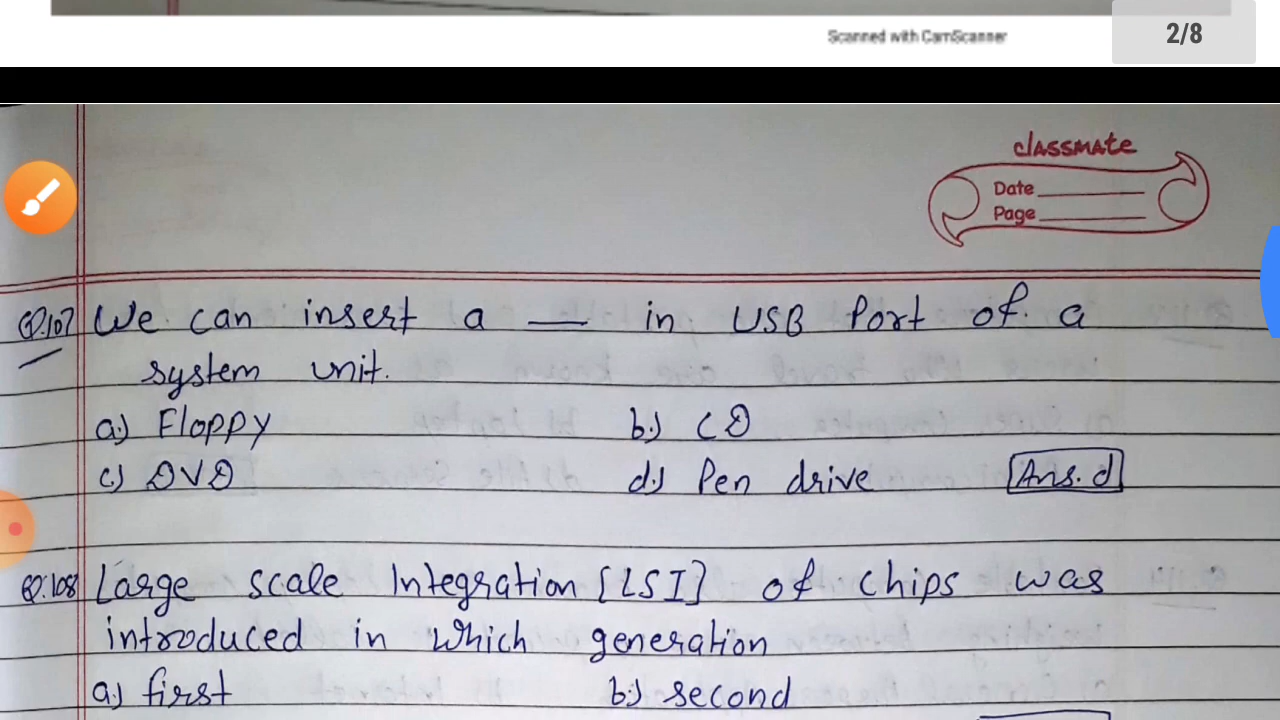 Scanned with CamScanner
2/8
classmate
Date
Page
Q.107 We can insert a — in USB Port of a
system unit.
a.) Floppy b.) CD
c.) DVD d.) Pen drive Ans. d
Q.108 Large scale Integration [LSI] of chips was
introduced in which generation
a.) first b.) second